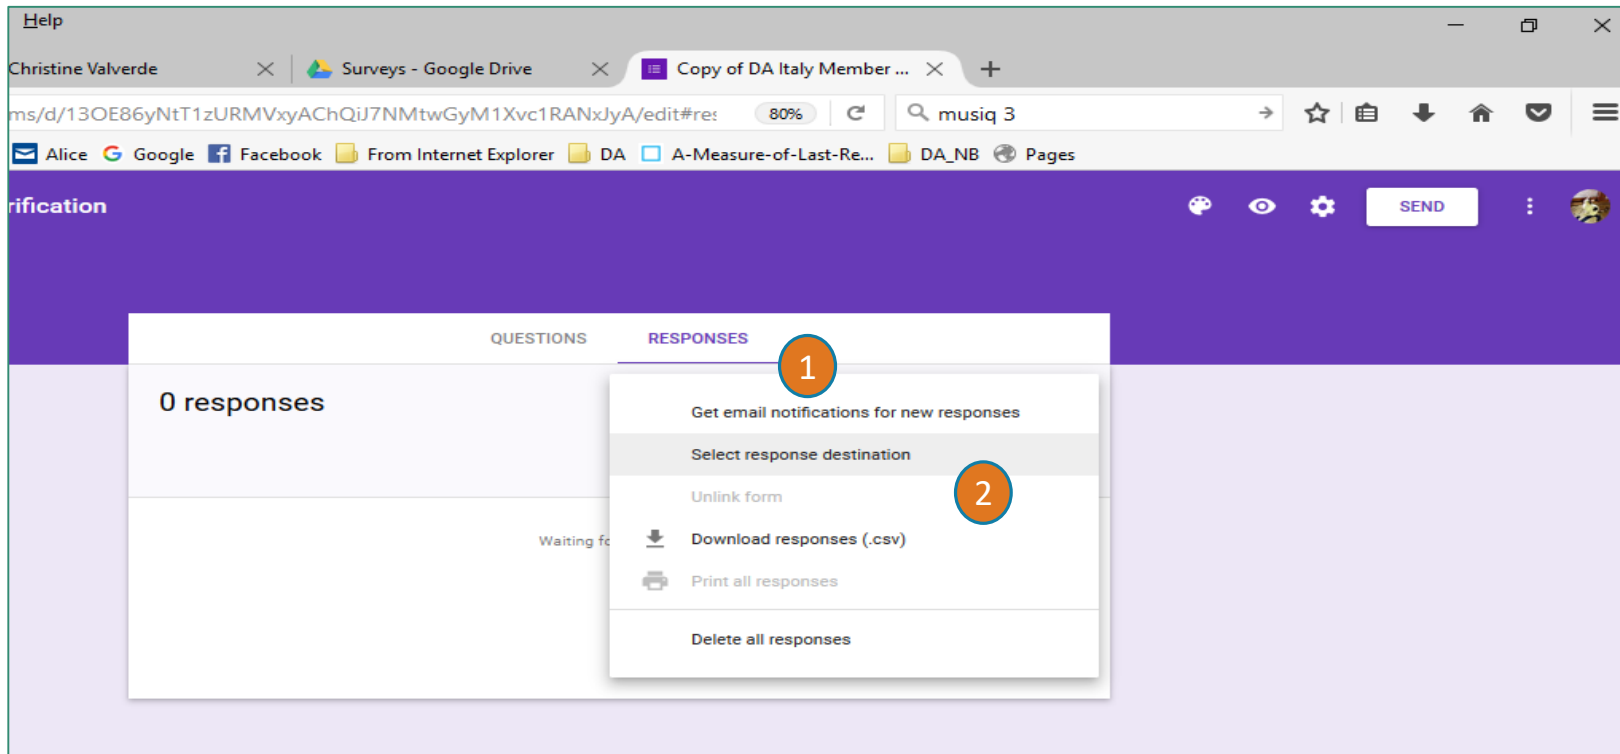 Help
Christine Valverde Surveys - Google Drive Copy of DA Italy Member ...
ms/d/13OE86yNtT1zURMVxyAChQiJ7NMtwGyM1Xvc1RANxJyA/edit#res 80% musiq 3
Alice G Google Facebook From Internet Explorer DA A-Measure-of-Last-Re... DA_NB Pages
rification SEND
QUESTIONS RESPONSES
1
0 responses
Get email notifications for new responses
Select response destination
2
Unlink form
Waiting fo
Download responses (.csv)
Print all responses
Delete all responses